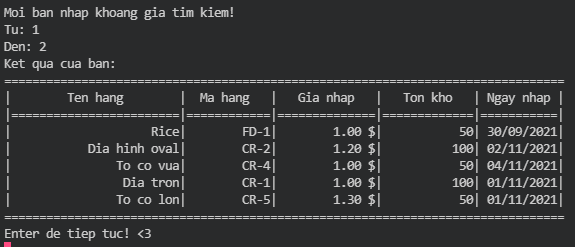 Moi ban nhap khoang gia tim kiem!
Tu: 1
Den: 2
Ket qua cua ban:
================================================================================
|        Ten hang        |  Ma hang   |   Gia nhap    |   Ton kho    | Ngay nhap |
|========================|============|===============|==============|===========|
|                    Rice|        FD-1|         1.00 $|            50| 30/09/2021|
|           Dia hinh oval|        CR-2|         1.20 $|           100| 02/11/2021|
|               To co vua|        CR-4|         1.00 $|            50| 04/11/2021|
|                Dia tron|        CR-1|         1.00 $|           100| 01/11/2021|
|               To co lon|        CR-5|         1.30 $|            50| 01/11/2021|
================================================================================
Enter de tiep tuc! <3